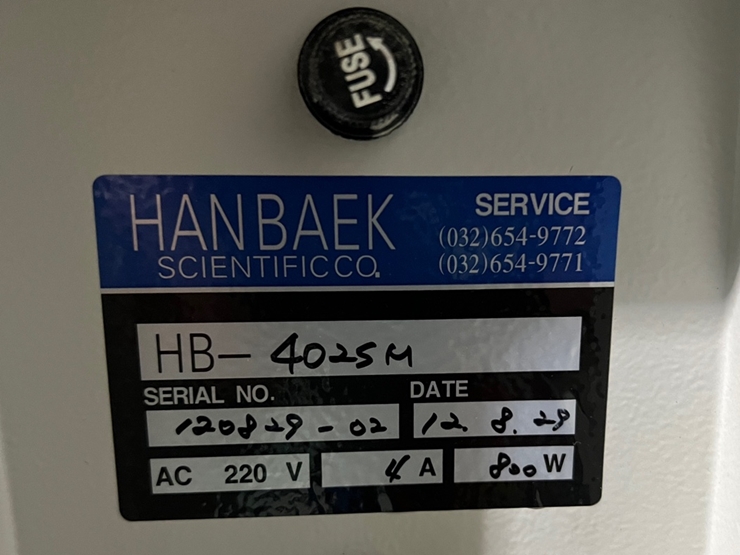 FUSE
HANBAEK
SCIENTIFIC CO.
SERVICE
(032)654-9772
(032)654-9771
HB- 4025M
SERIAL NO.
120829-02
DATE
12. 8. 29
AC 220 V
4 A
800 W